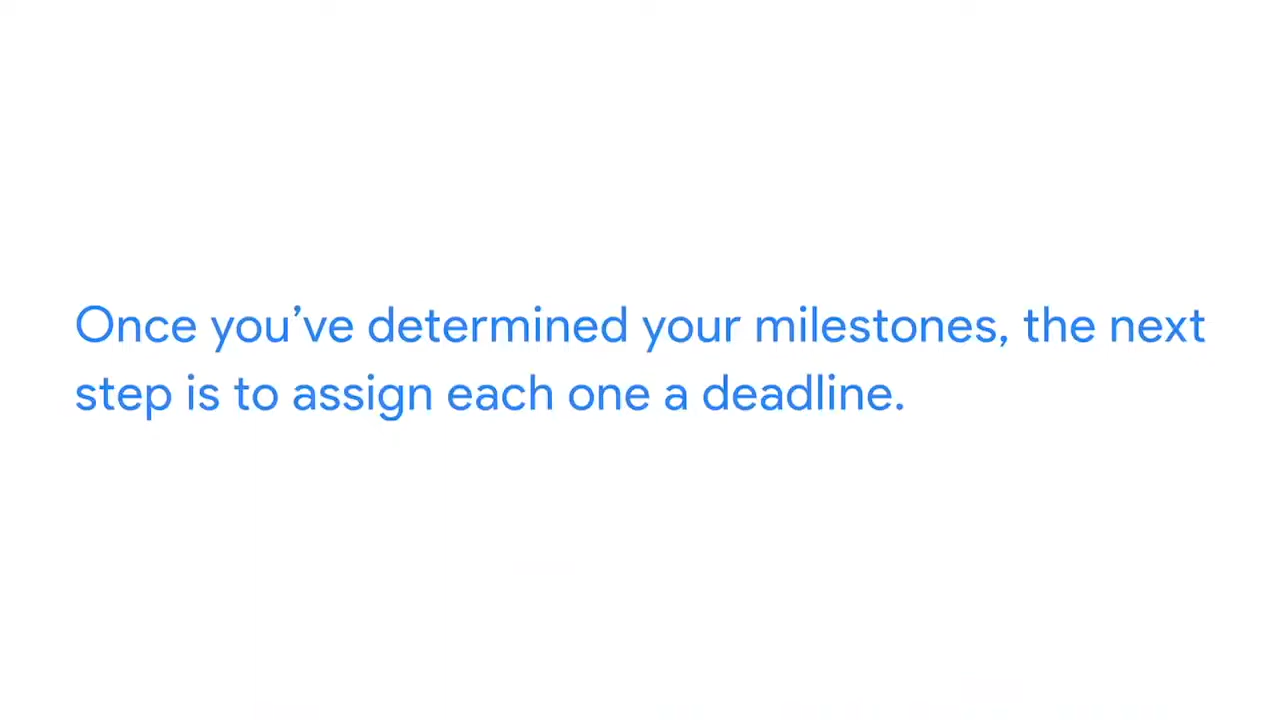 Once you’ve determined your milestones, the next
step is to assign each one a deadline.